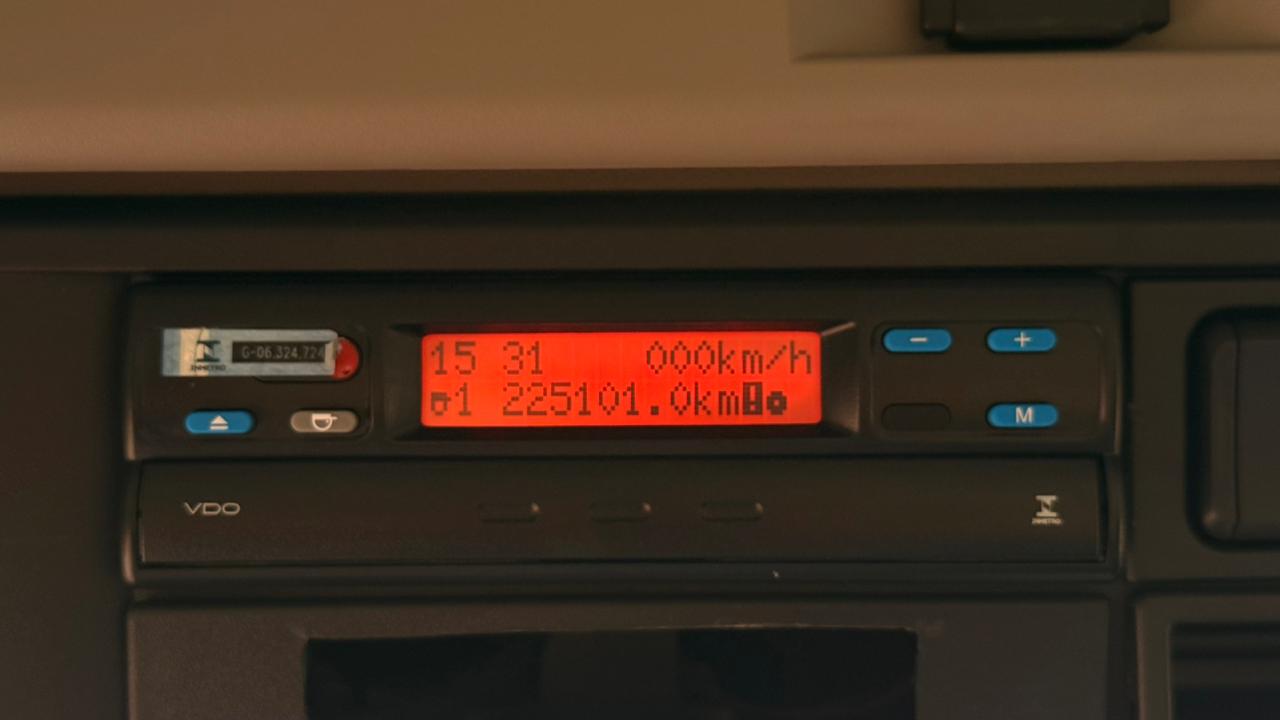 INMETRO
G-06.324.724
15 31 000km/h
1 225101.0km
- +
M
VDO
INMETRO